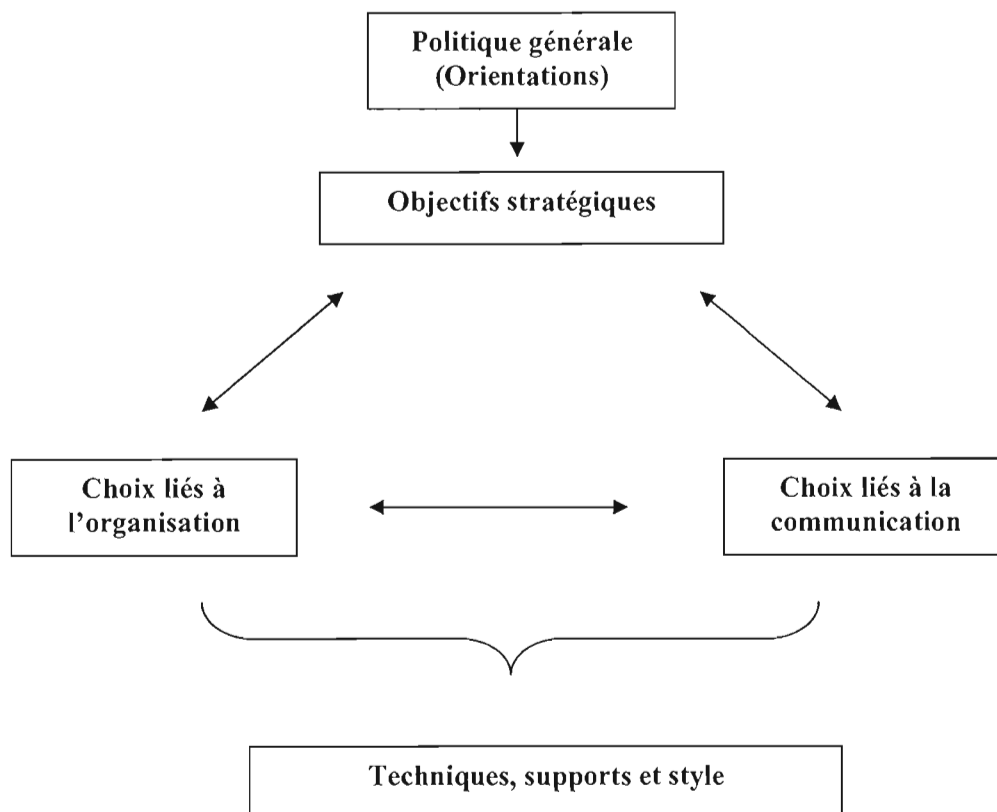 Politique générale
(Orientations)
Objectifs stratégiques
Choix liés à
l'organisation
Choix liés à la
communication
Techniques, supports et style